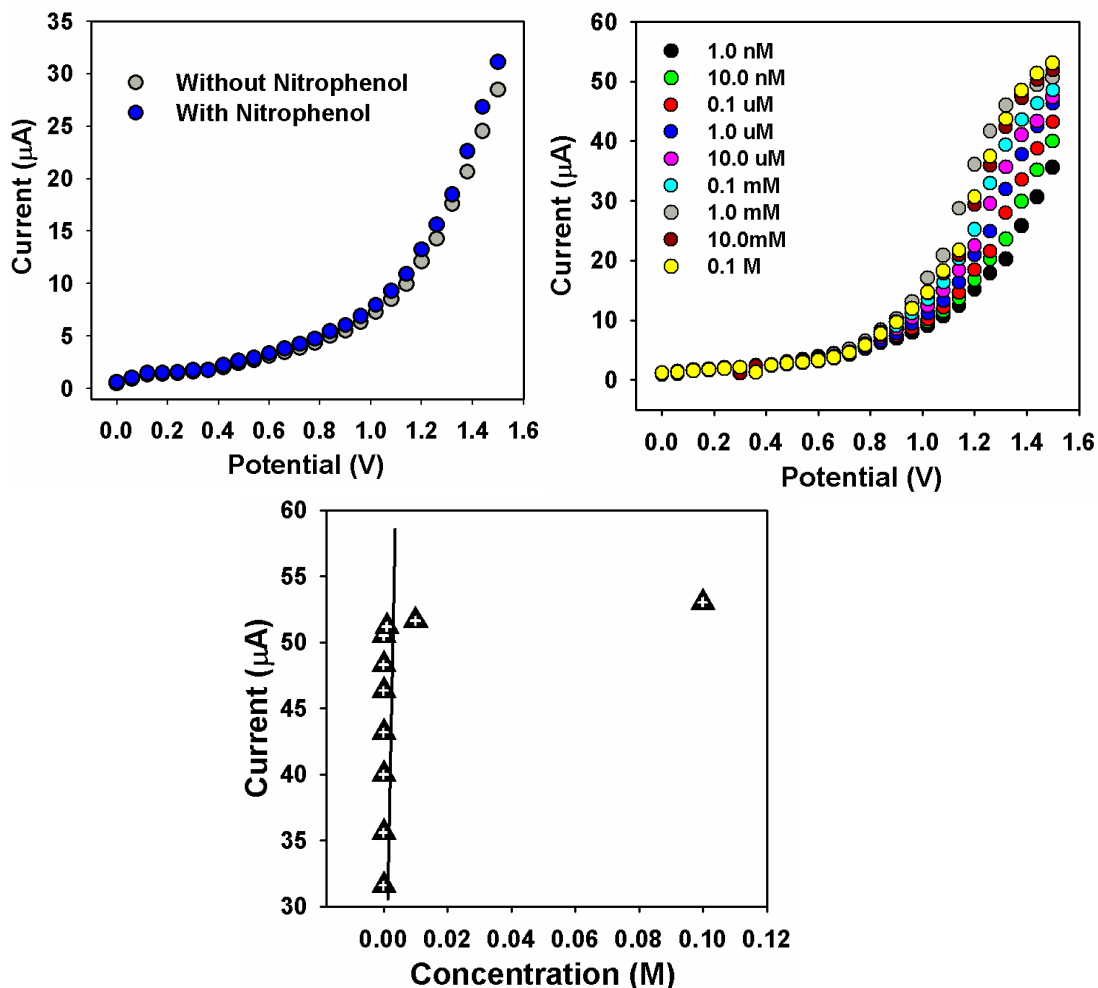 35
30
25
20
15
10
5
0
Current (μA)
Without Nitrophenol
With Nitrophenol
0.0 0.2 0.4 0.6 0.8 1.0 1.2 1.4 1.6
Potential (V)
60
50
40
30
20
10
0
Current (μA)
1.0 nM
10.0 nM
0.1 uM
1.0 uM
10.0 uM
0.1 mM
1.0 mM
10.0mM
0.1 M
0.0 0.2 0.4 0.6 0.8 1.0 1.2 1.4 1.6
Potential (V)
60
55
50
45
40
35
30
Current (μA)
0.00 0.02 0.04 0.06 0.08 0.10 0.12
Concentration (M)